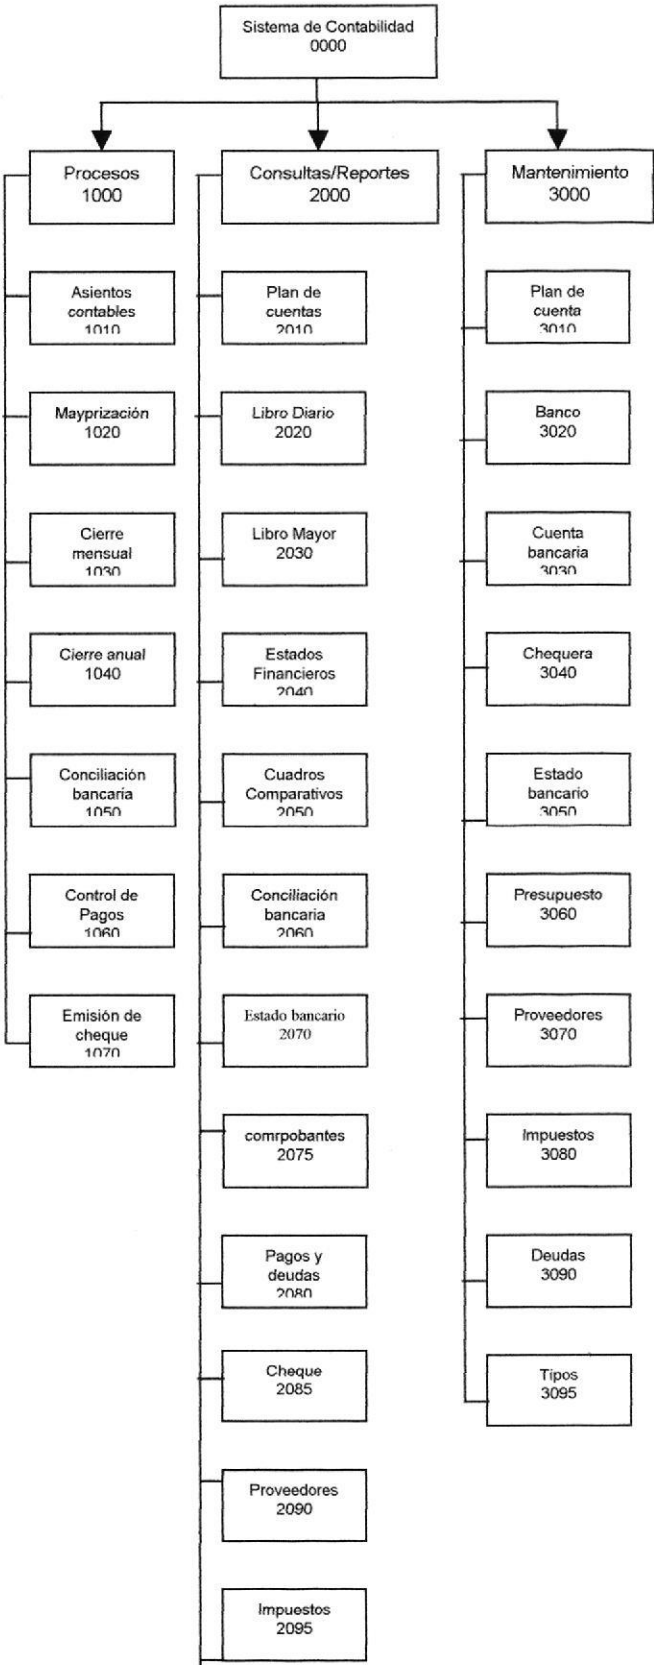 Sistema de Contabilidad
0000
Procesos
1000
Consultas/Reportes
2000
Mantenimiento
3000
Asientos
contables
1010
Mayprización
1020
Cierre
mensual
1030
Cierre anual
1040
Conciliación
bancaría
1050
Control de
Pagos
1060
Emisión de
cheque
1070
Plan de
cuentas
2010
Libro Diario
2020
Libro Mayor
2030
Estados
Financieros
2040
Cuadros
Comparativos
2050
Conciliación
bancaria
2060
Estado bancario
2070
comrpobantes
2075
Pagos y
deudas
2080
Cheque
2085
Proveedores
2090
Impuestos
2095
Plan de
cuenta
3010
Banco
3020
Cuenta
bancaria
3030
Chequera
3040
Estado
bancario
3050
Presupuesto
3060
Proveedores
3070
Impuestos
3080
Deudas
3090
Tipos
3095